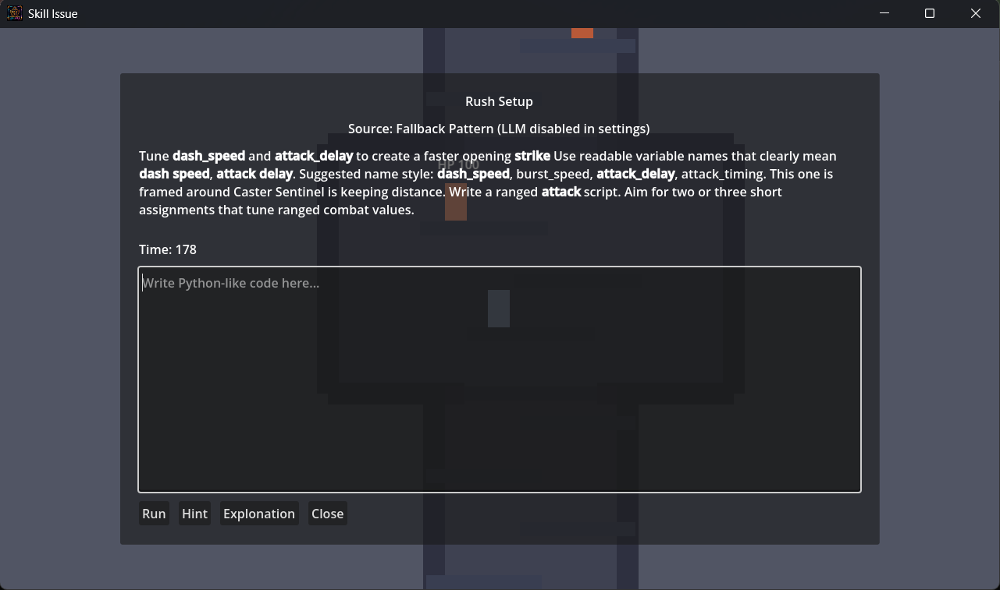 Skill Issue
Rush Setup
Source: Fallback Pattern (LLM disabled in settings)
Tune dash_speed and attack_delay to create a faster opening strike Use readable variable names that clearly mean
dash speed, attack delay. Suggested name style: dash_speed, burst_speed, attack_delay, attack_timing. This one is
framed around Caster Sentinel is keeping distance. Write a ranged attack script. Aim for two or three short
assignments that tune ranged combat values.
HP 100
Time: 178
Write Python-like code here...
Run Hint Explonation Close